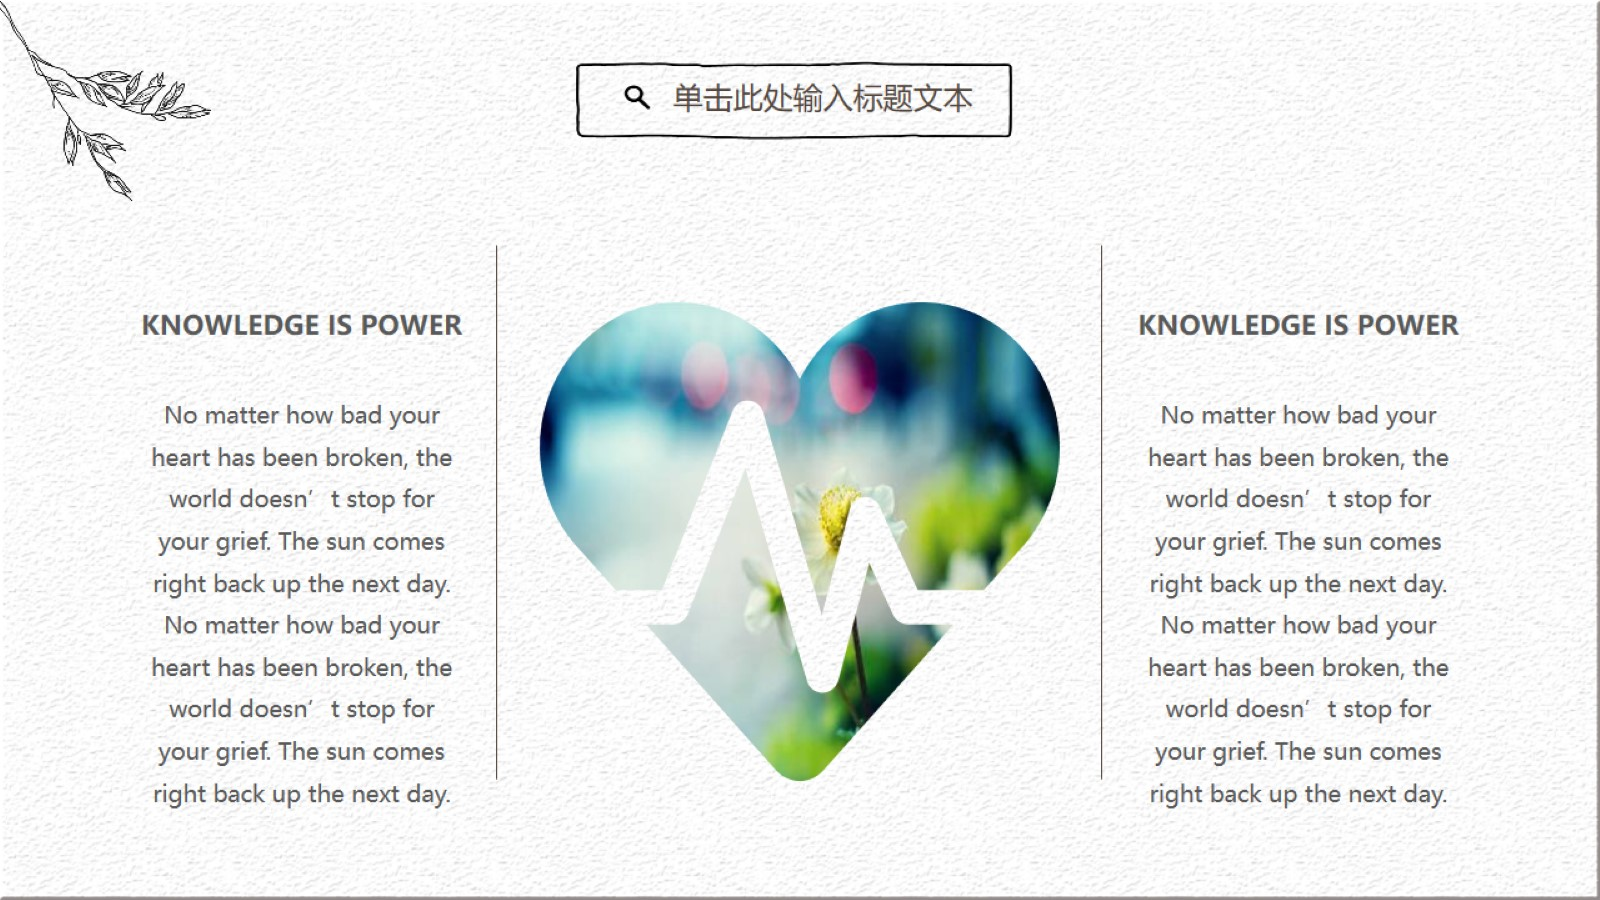 单击此处输入标题文本
KNOWLEDGE IS POWER
No matter how bad your
heart has been broken, the
world doesn’ t stop for
your grief. The sun comes
right back up the next day.
No matter how bad your
heart has been broken, the
world doesn’ t stop for
your grief. The sun comes
right back up the next day.
KNOWLEDGE IS POWER
No matter how bad your
heart has been broken, the
world doesn’ t stop for
your grief. The sun comes
right back up the next day.
No matter how bad your
heart has been broken, the
world doesn’ t stop for
your grief. The sun comes
right back up the next day.